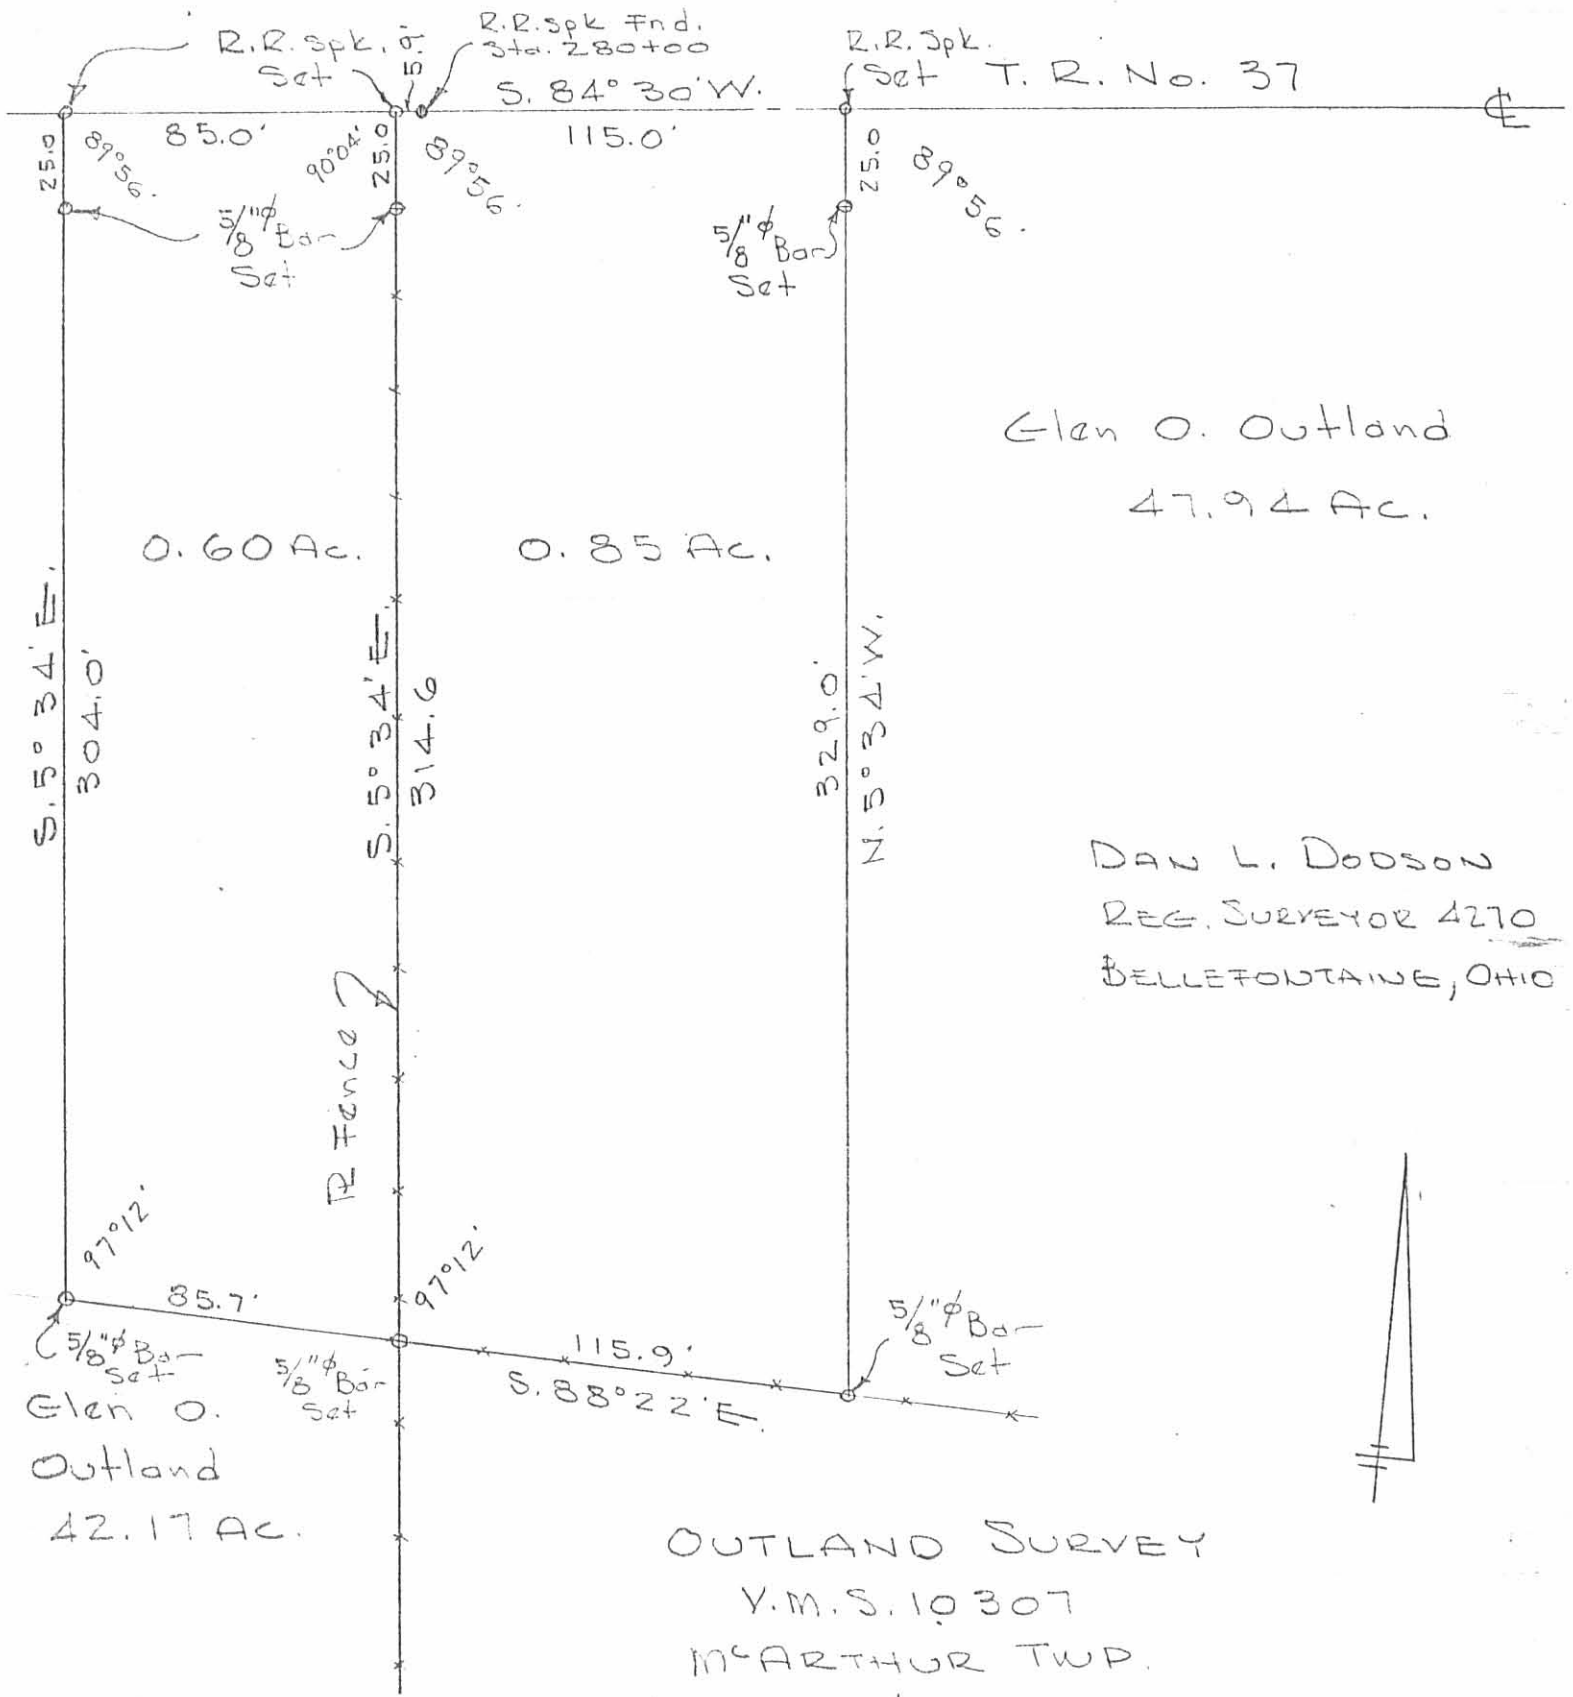 R.R. Spk.
Set
5.0'
R.R. Spk Fnd.
Sta. 280+00
R.R. Spk.
Set
T. R. No. 37
S. 84° 30' W.
85.0'
115.0'
℄
25.0
89°56'
90°04'
25.0
89°56'
25.0
89°56'
5/8"⌀ Bar
Set
5/8"⌀ Bar
Set
Glen O. Outland
47.94 Ac.
0.60 Ac.
0.85 Ac.
S. 5° 34' E.
304.0'
S. 5° 34' E.
314.6
329.0'
N. 5° 34' W.
DAN L. DODSON
REG. SURVEYOR 4270
BELLEFONTAINE, OHIO
Fence
97°12'
97°12'
85.7'
115.9'
S. 88°22' E.
5/8"⌀ Bar
Set
5/8"⌀ Bar
Set
5/8"⌀ Bar
Set
Glen O.
Outland
42.17 Ac.
OUTLAND SURVEY
V.M.S. 10307
McARTHUR TWP.